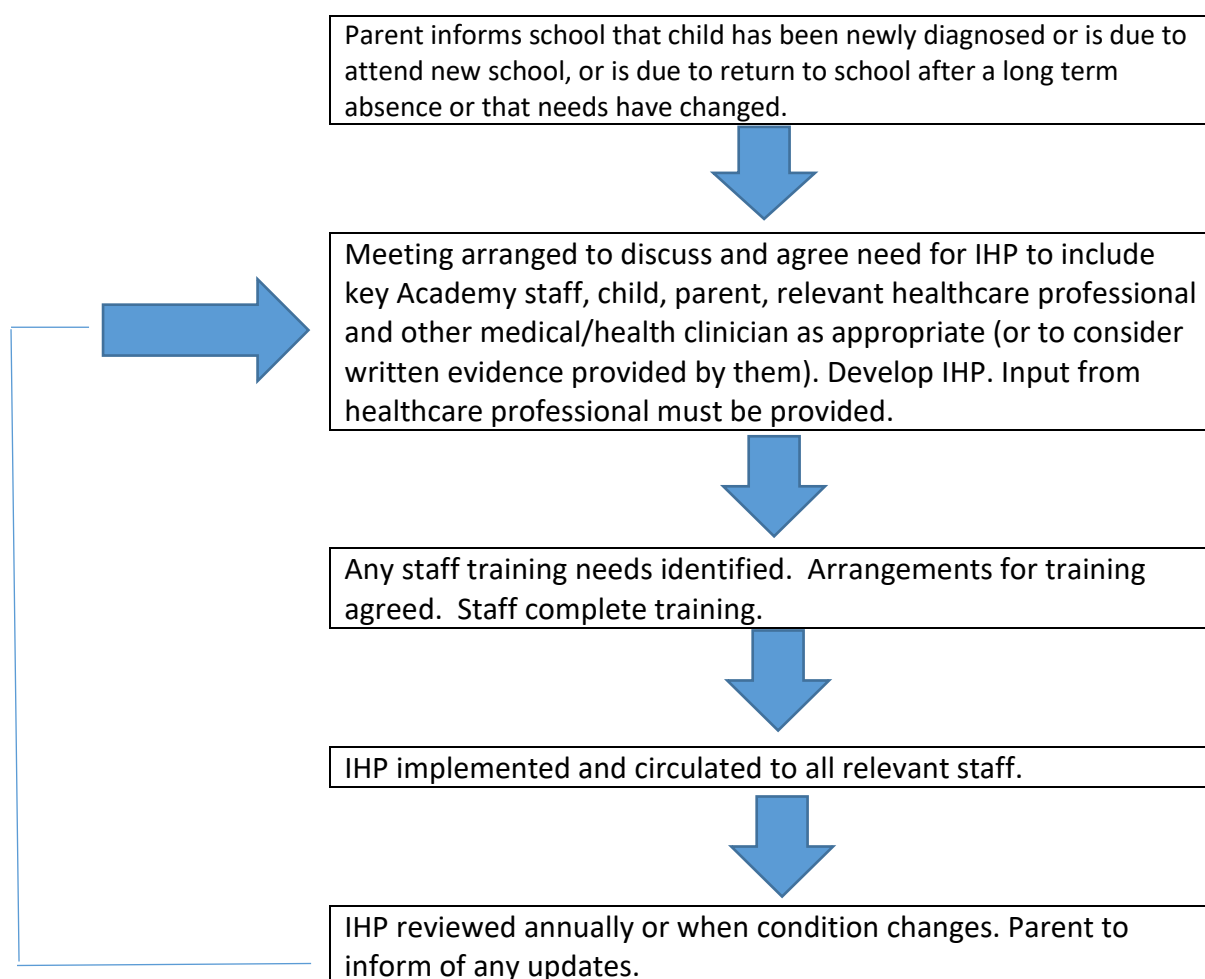 Parent informs school that child has been newly diagnosed or is due to
attend new school, or is due to return to school after a long term
absence or that needs have changed.
Meeting arranged to discuss and agree need for IHP to include
key Academy staff, child, parent, relevant healthcare professional
and other medical/health clinician as appropriate (or to consider
written evidence provided by them). Develop IHP. Input from
healthcare professional must be provided.
Any staff training needs identified.  Arrangements for training
agreed.  Staff complete training.
IHP implemented and circulated to all relevant staff.
IHP reviewed annually or when condition changes. Parent to
inform of any updates.